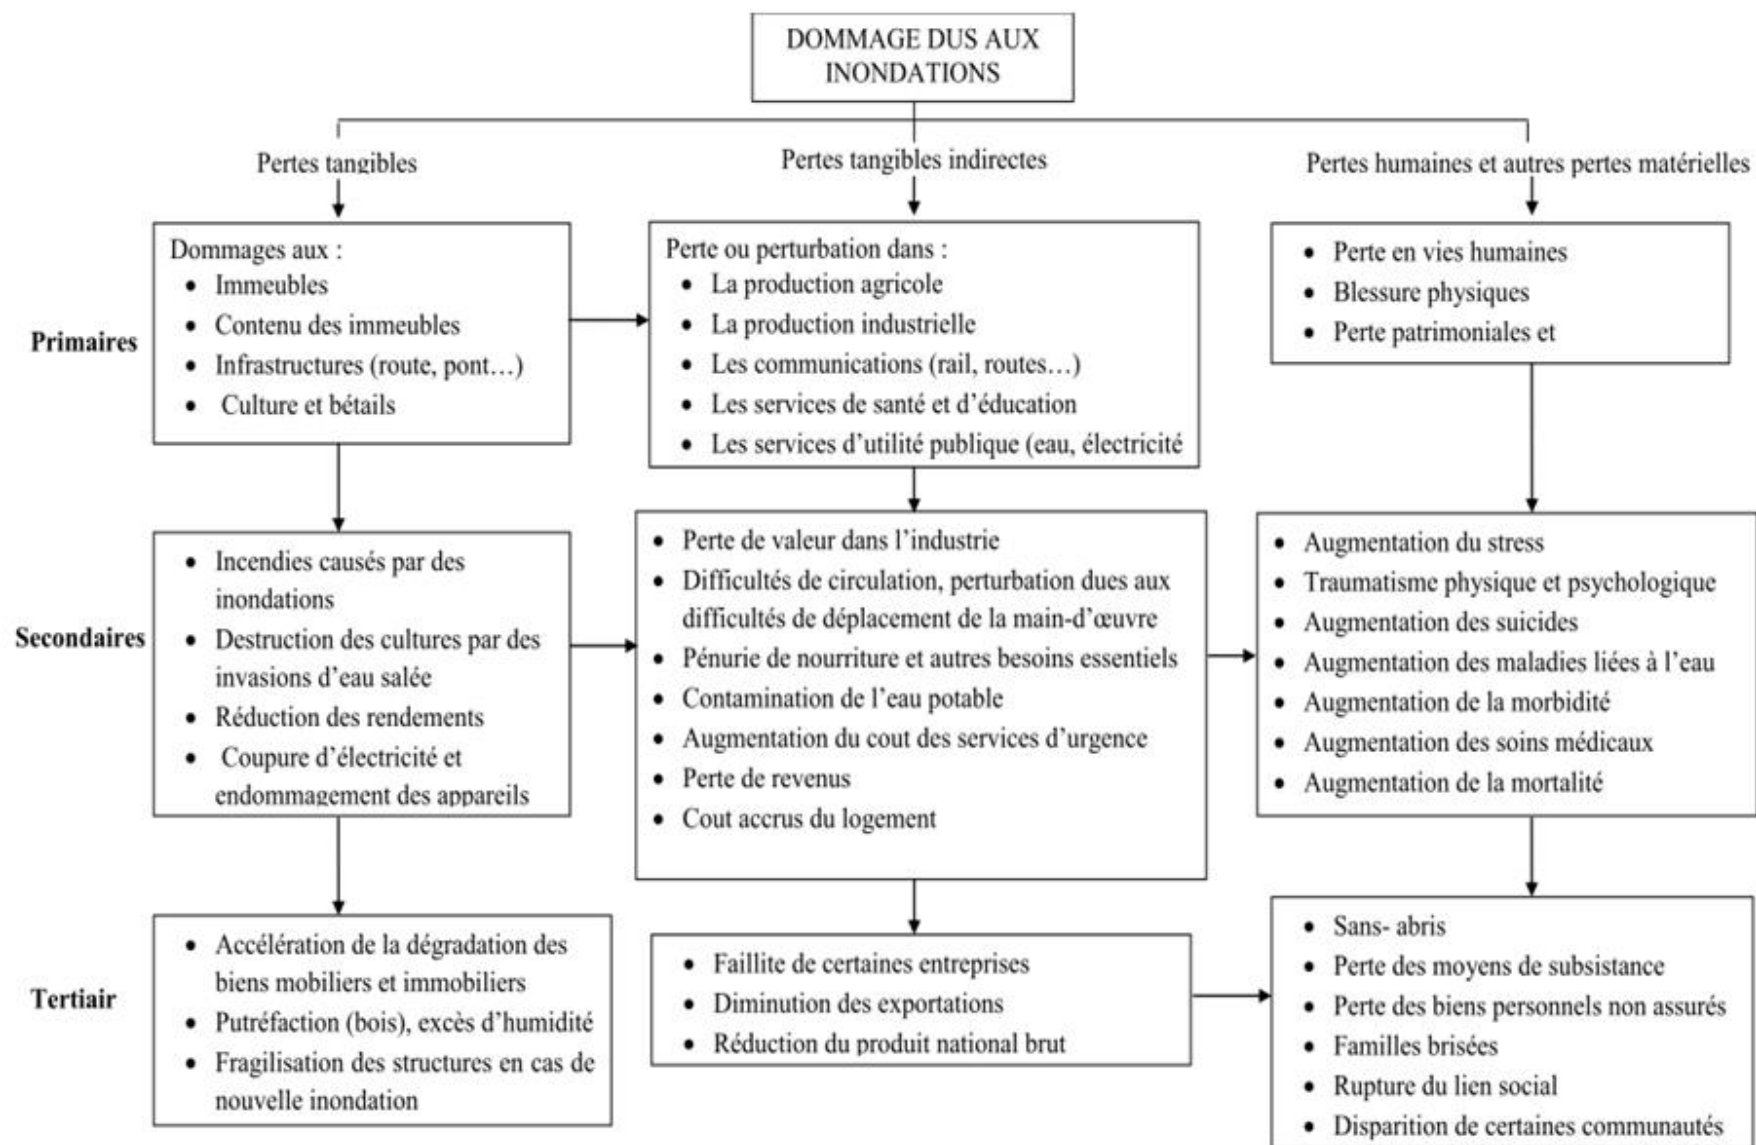 DOMMAGE DUS AUX
INONDATIONS
Pertes tangibles
Pertes tangibles indirectes
Pertes humaines et autres pertes matérielles
Primaires
Dommages aux :
• Immeubles
• Contenu des immeubles
• Infrastructures (route, pont…)
• Culture et bétails
Perte ou perturbation dans :
• La production agricole
• La production industrielle
• Les communications (rail, routes…)
• Les services de santé et d’éducation
• Les services d’utilité publique (eau, électricité
• Perte en vies humaines
• Blessure physiques
• Perte patrimoniales et
Secondaires
• Incendies causés par des
inondations
• Destruction des cultures par des
invasions d’eau salée
• Réduction des rendements
• Coupure d’électricité et
endommagement des appareils
• Perte de valeur dans l’industrie
• Difficultés de circulation, perturbation dues aux
difficultés de déplacement de la main-d’œuvre
• Pénurie de nourriture et autres besoins essentiels
• Contamination de l’eau potable
• Augmentation du cout des services d’urgence
• Perte de revenus
• Cout accrus du logement
• Augmentation du stress
• Traumatisme physique et psychologique
• Augmentation des suicides
• Augmentation des maladies liées à l’eau
• Augmentation de la morbidité
• Augmentation des soins médicaux
• Augmentation de la mortalité
Tertiair
• Accélération de la dégradation des
biens mobiliers et immobiliers
• Putréfaction (bois), excès d’humidité
• Fragilisation des structures en cas de
nouvelle inondation
• Faillite de certaines entreprises
• Diminution des exportations
• Réduction du produit national brut
• Sans- abris
• Perte des moyens de subsistance
• Perte des biens personnels non assurés
• Familles brisées
• Rupture du lien social
• Disparition de certaines communautés